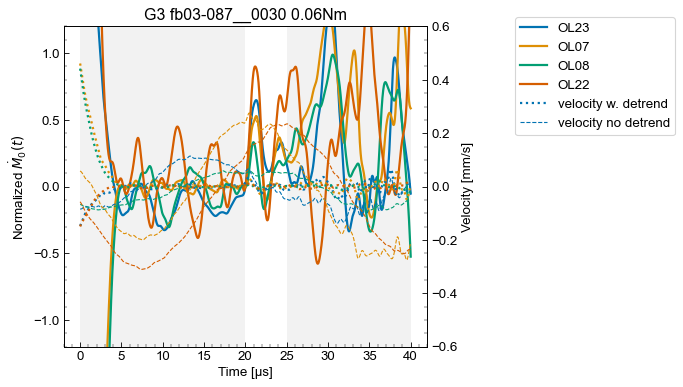 G3 fb03-087__0030 0.06Nm
OL23
OL07
OL08
OL22
velocity w. detrend
velocity no detrend
Normalized Ṁ₀(t)
1.0
0.5
0.0
−0.5
−1.0
0.6
0.4
0.2
0.0
−0.2
−0.4
−0.6
Velocity [mm/s]
0 5 10 15 20 25 30 35 40
Time [μs]